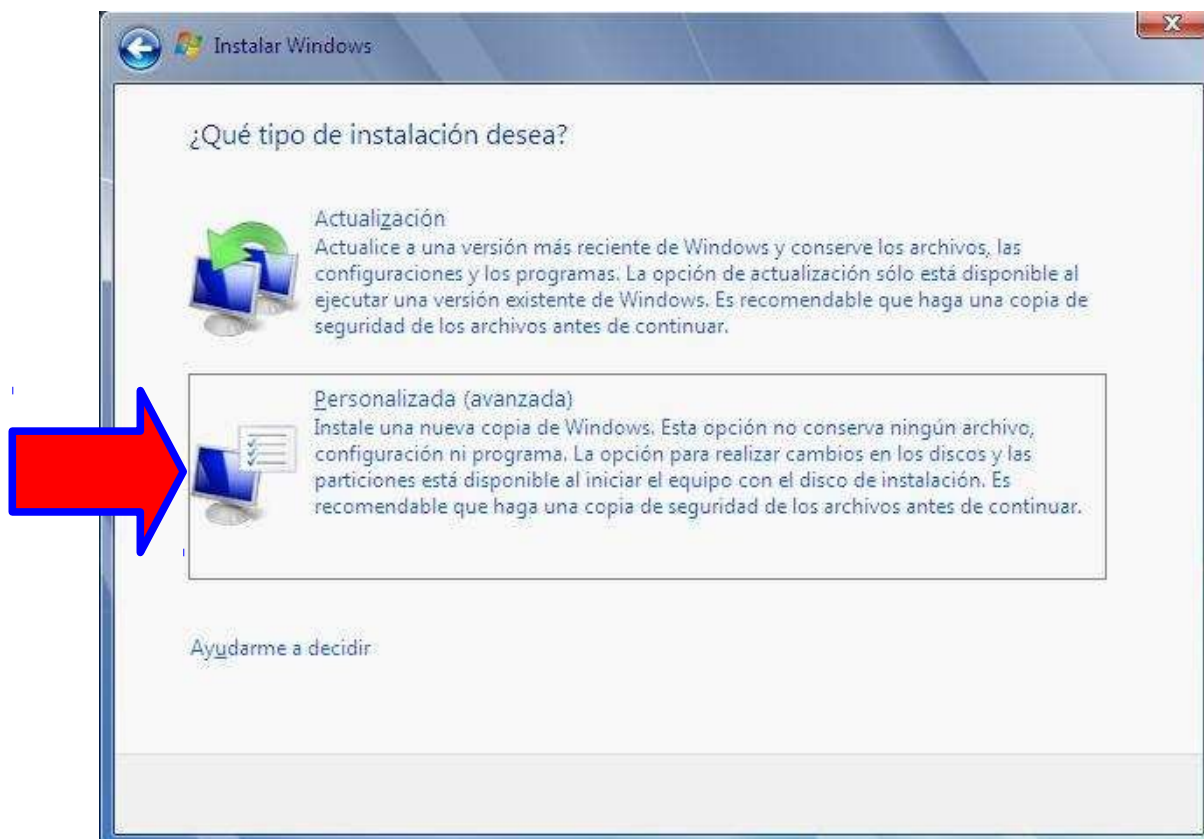 Instalar Windows
¿Qué tipo de instalación desea?
Actualización
Actualice a una versión más reciente de Windows y conserve los archivos, las
configuraciones y los programas. La opción de actualización sólo está disponible al
ejecutar una versión existente de Windows. Es recomendable que haga una copia de
seguridad de los archivos antes de continuar.
Personalizada (avanzada)
Instale una nueva copia de Windows. Esta opción no conserva ningún archivo,
configuración ni programa. La opción para realizar cambios en los discos y las
particiones está disponible al iniciar el equipo con el disco de instalación. Es
recomendable que haga una copia de seguridad de los archivos antes de continuar.
Ayudarme a decidir